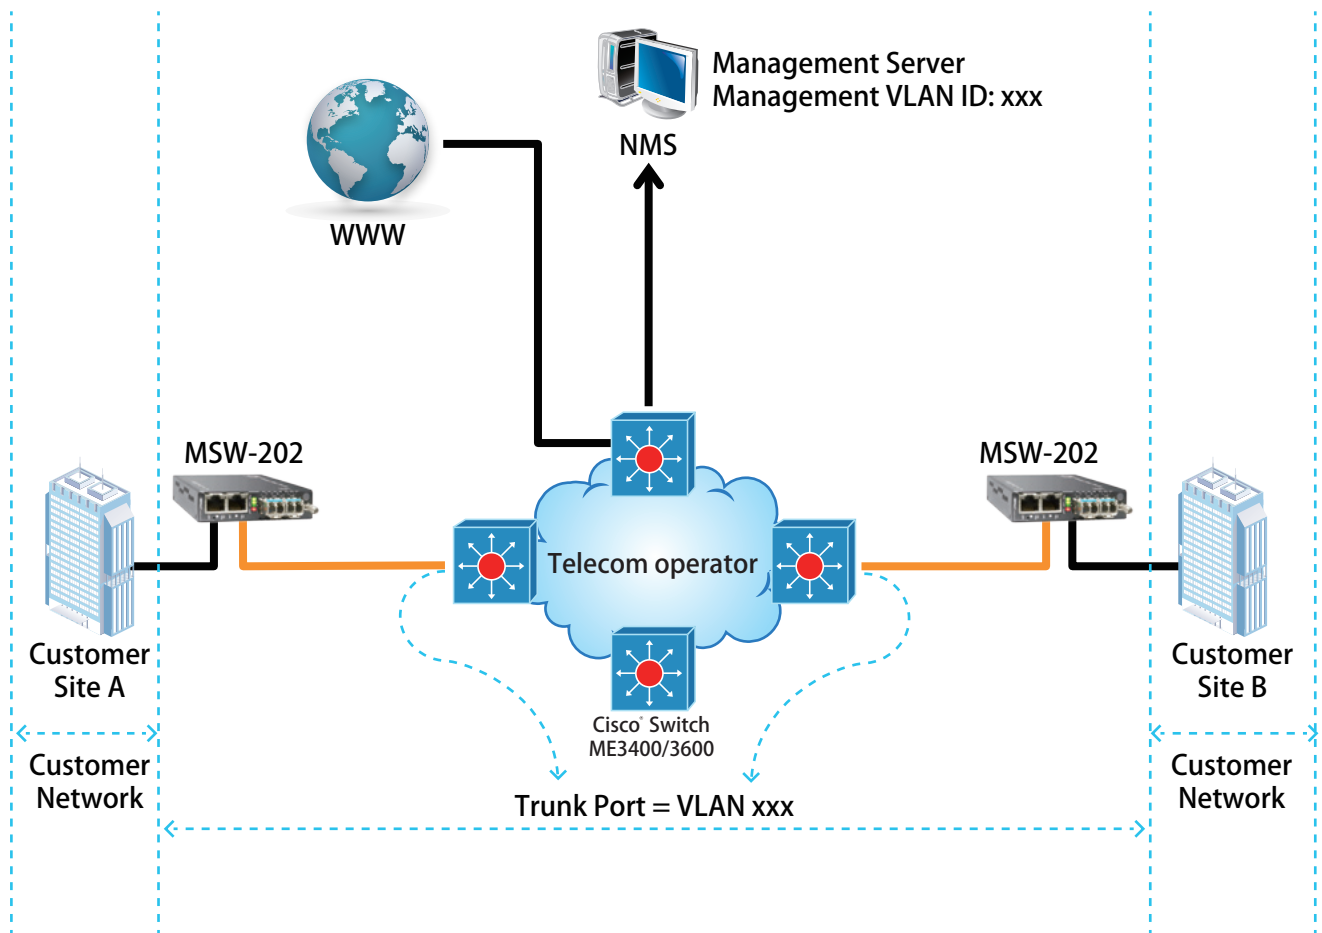 Management Server
Management VLAN ID: xxx
NMS
WWW
MSW-202
MSW-202
Telecom operator
Customer
Site A
Customer
Site B
Cisco® Switch
ME3400/3600
Customer
Network
Customer
Network
Trunk Port = VLAN xxx